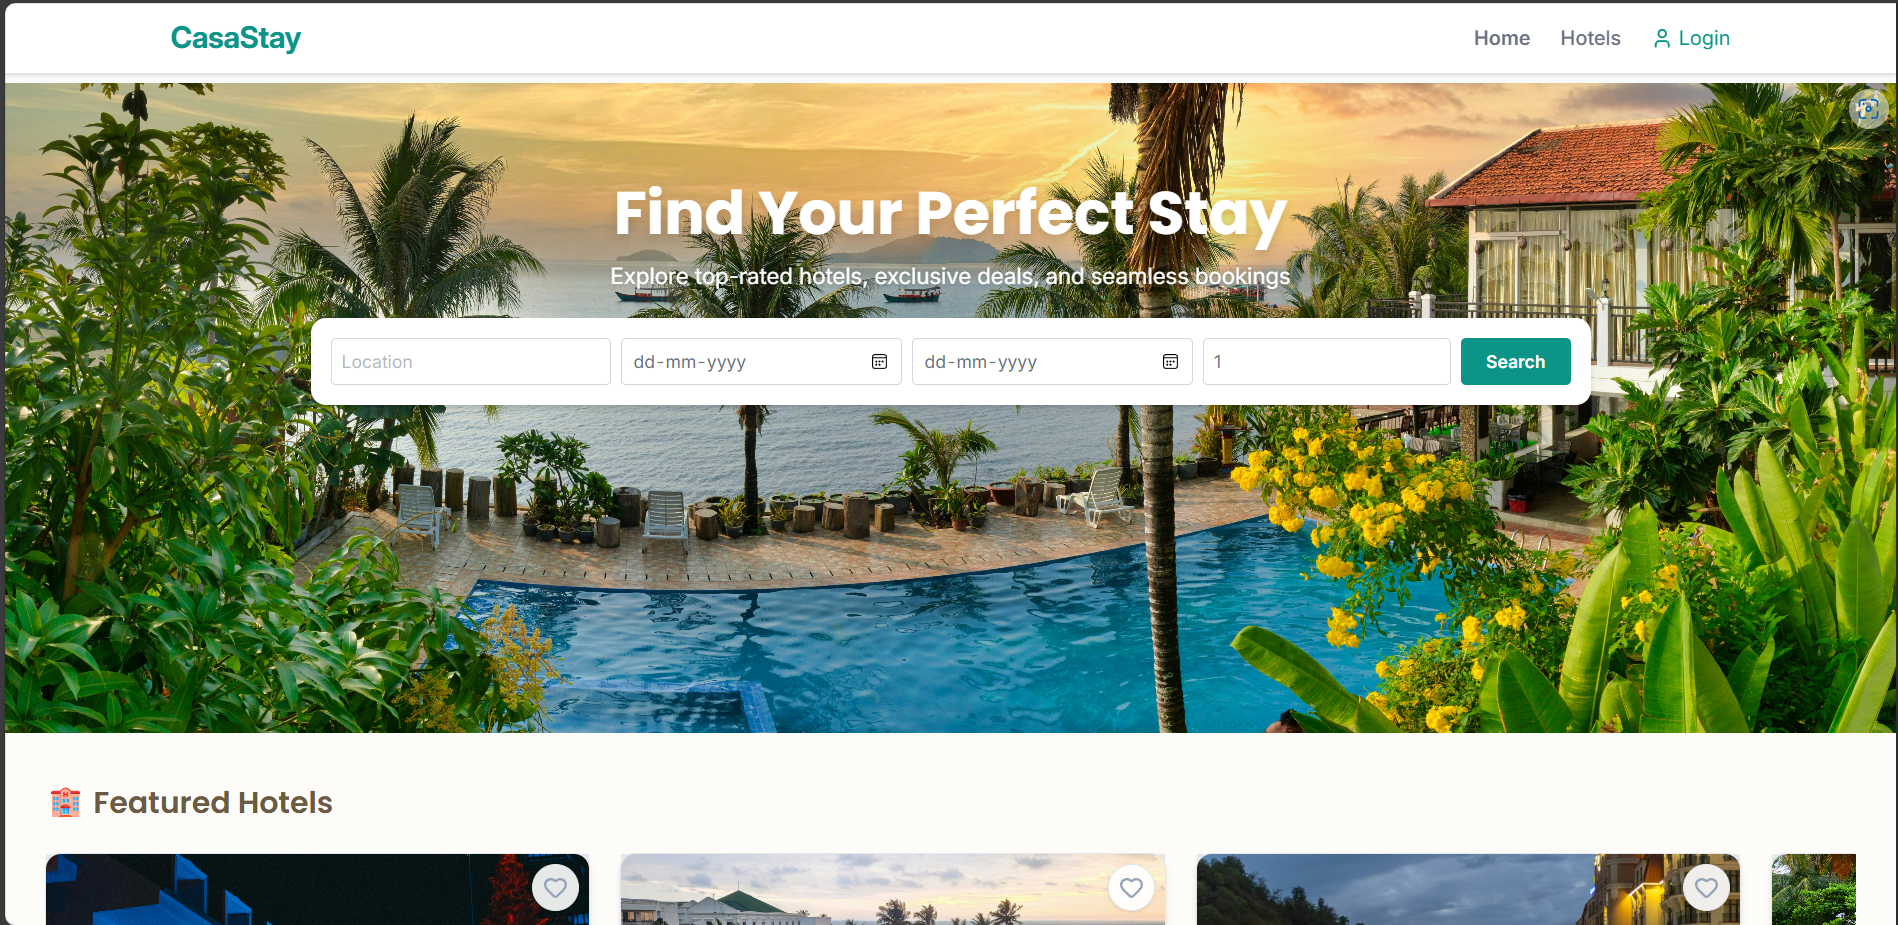 CasaStay
Home Hotels Login
Find Your Perfect Stay
Explore top-rated hotels, exclusive deals, and seamless bookings
Location dd-mm-yyyy dd-mm-yyyy 1 Search
Featured Hotels